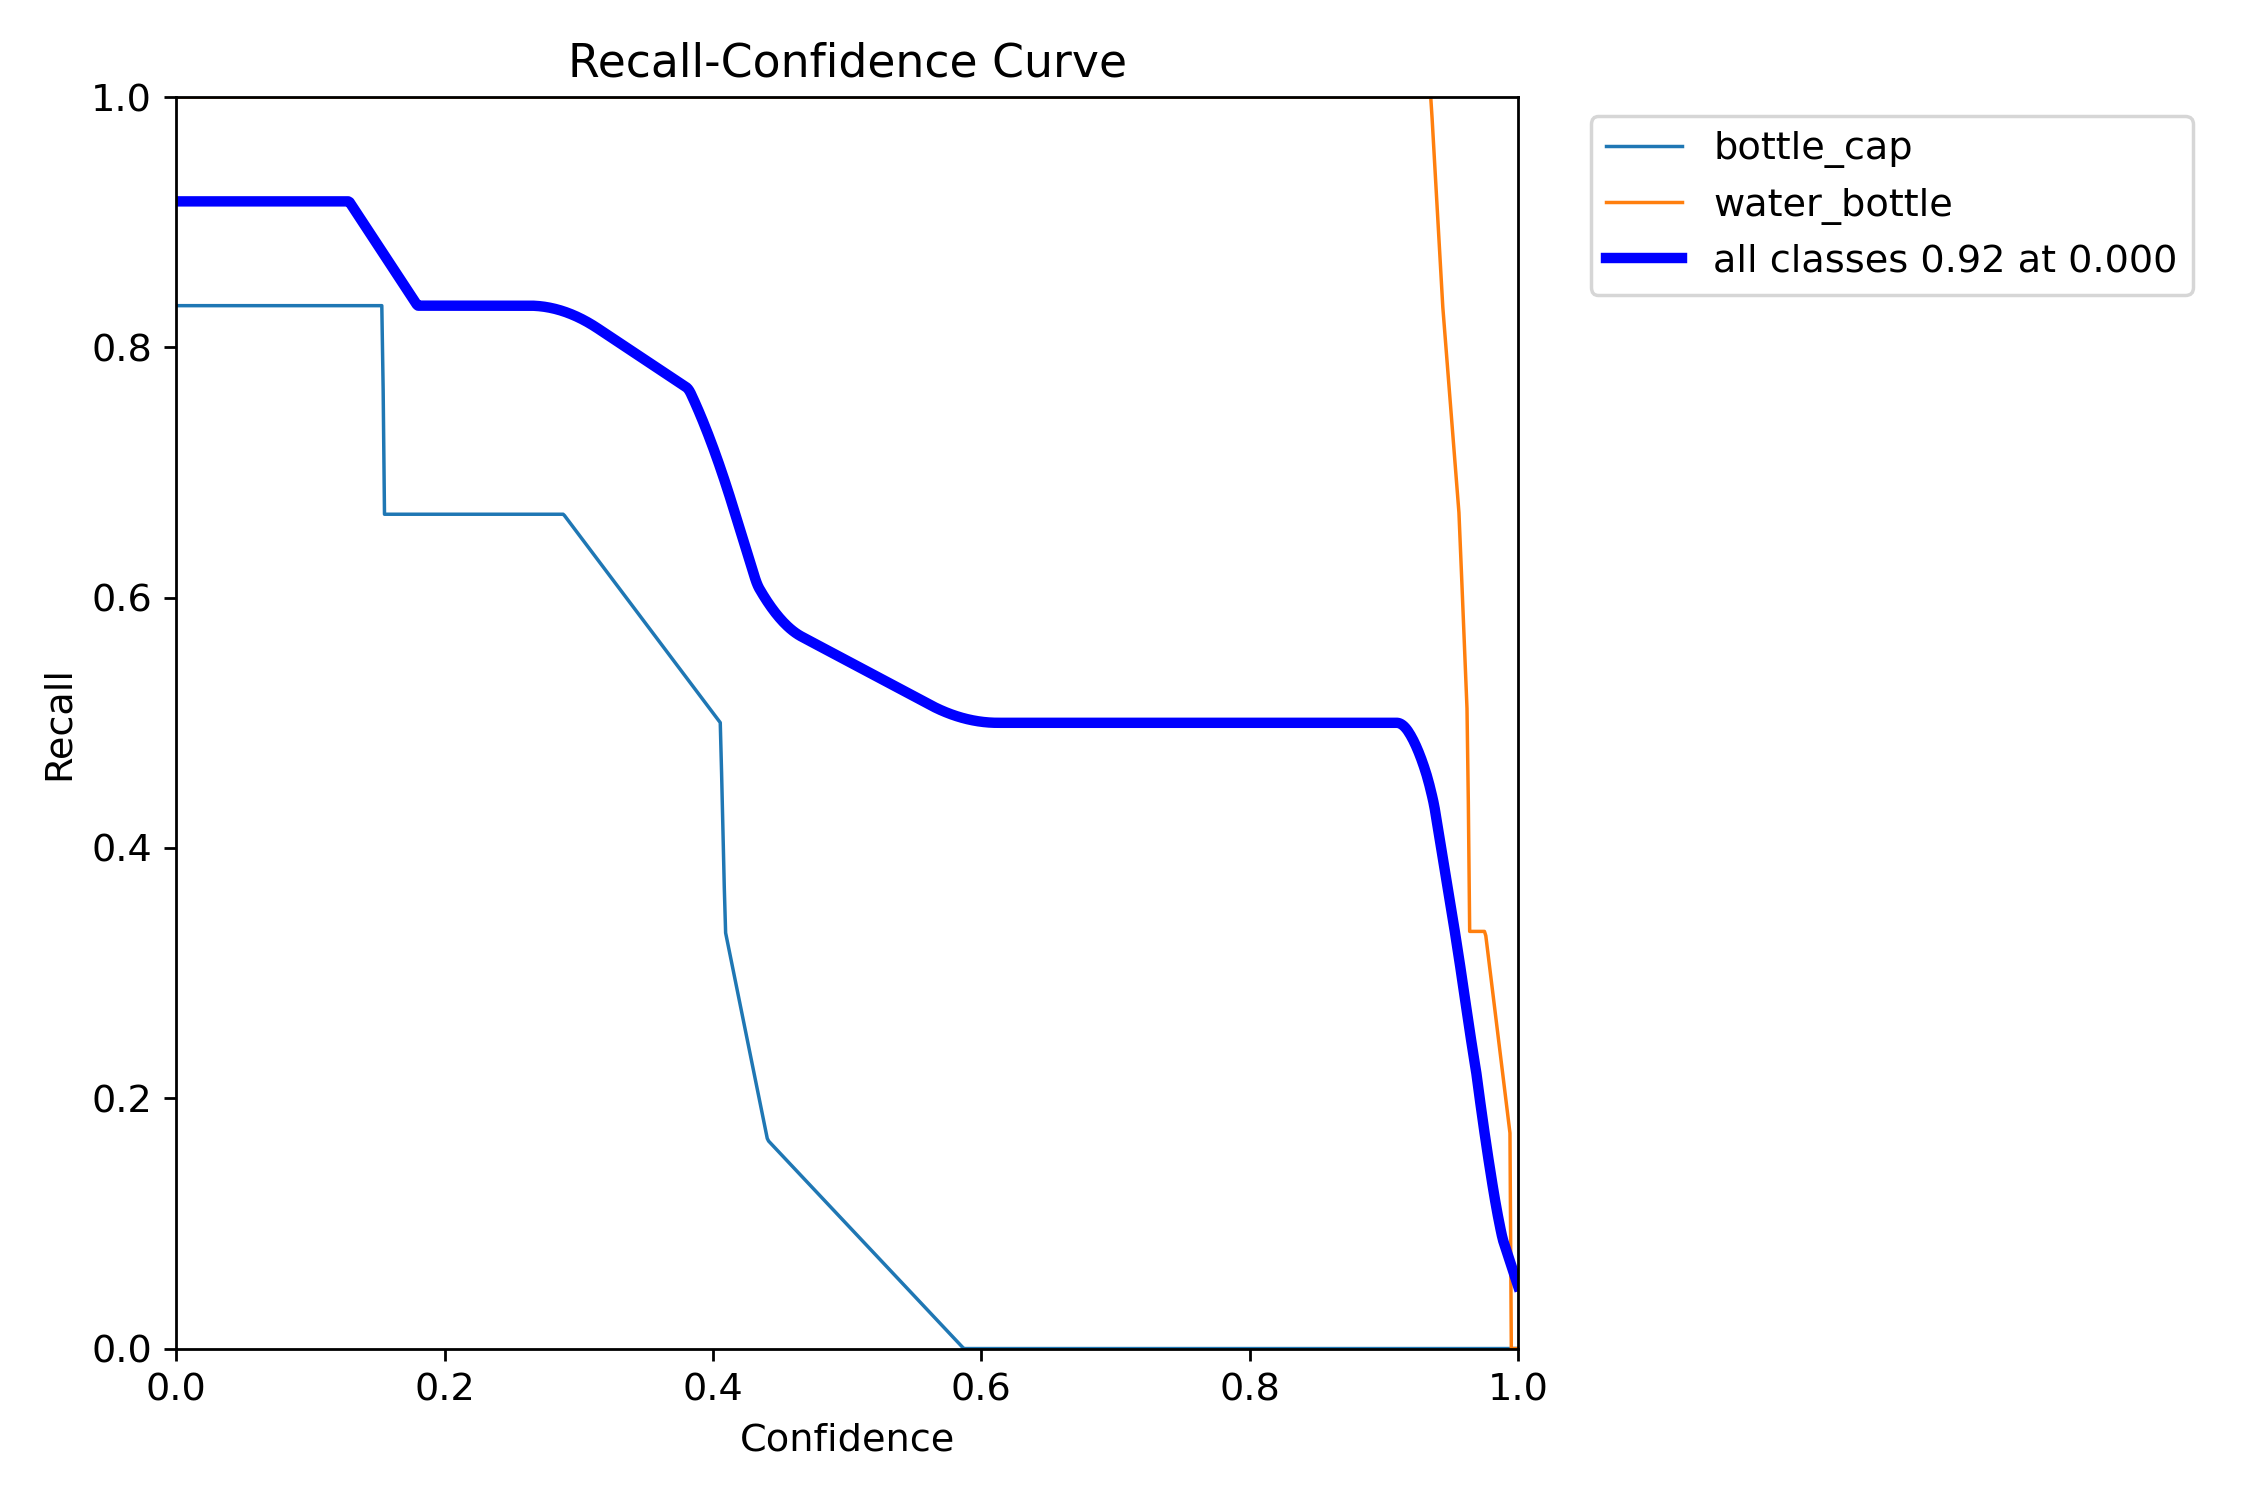 Recall-Confidence Curve
1.0
0.8
0.6
0.4
0.2
0.0
Recall
0.0 0.2 0.4 0.6 0.8 1.0
Confidence
bottle_cap
water_bottle
all classes 0.92 at 0.000